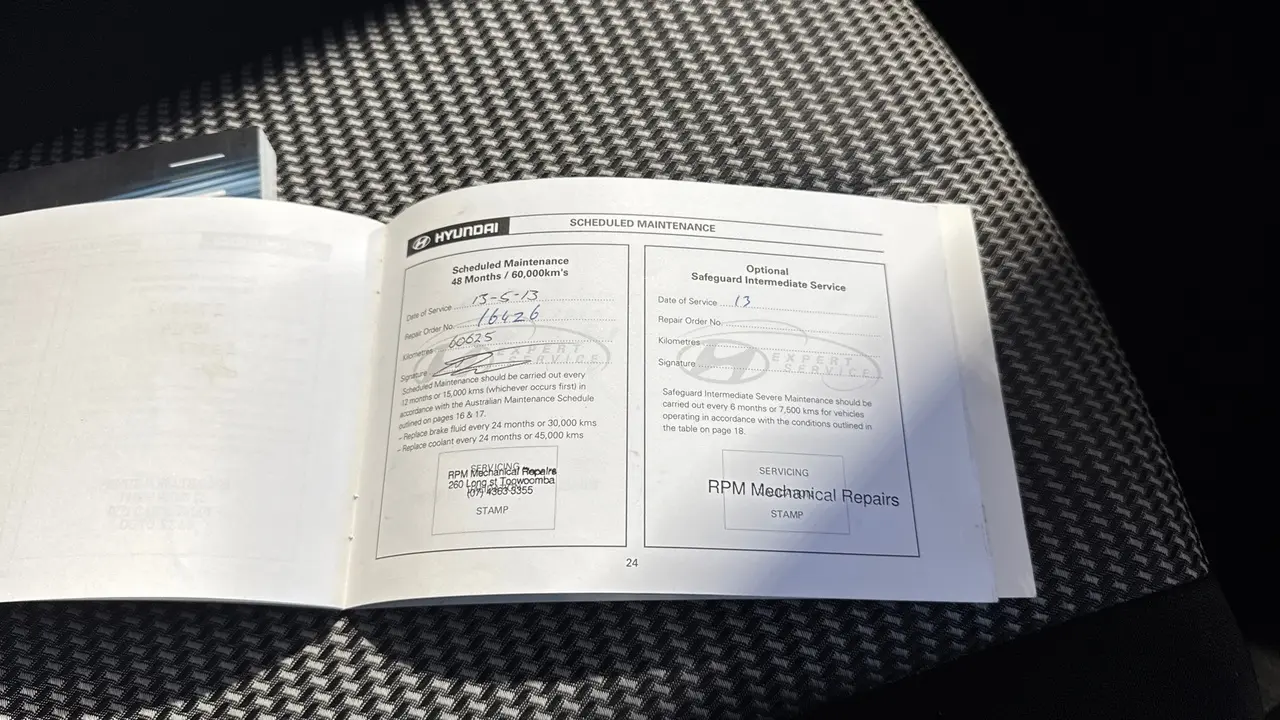 HYUNDAI
SCHEDULED MAINTENANCE
Scheduled Maintenance
48 Months / 60,000km's
Date of Service 13-5-13
Repair Order No. 16426
Kilometres 60625
Signature
EXPERT
SERVICE
Scheduled Maintenance should be carried out every
12 months or 15,000 kms (whichever occurs first) in
accordance with the Australian Maintenance Schedule
outlined on pages 16 & 17.
– Replace brake fluid every 24 months or 30,000 kms
– Replace coolant every 24 months or 45,000 kms
SERVICING
RPM Mechanical Repairs
260 Long st Toowoomba
STAMP
Optional
Safeguard Intermediate Service
Date of Service 13
Repair Order No.
Kilometres
Signature
EXPERT
SERVICE
Safeguard Intermediate Severe Maintenance should be
carried out every 6 months or 7,500 kms for vehicles
operating in accordance with the conditions outlined in
the table on page 18.
SERVICING
RPM Mechanical Repairs
STAMP
24